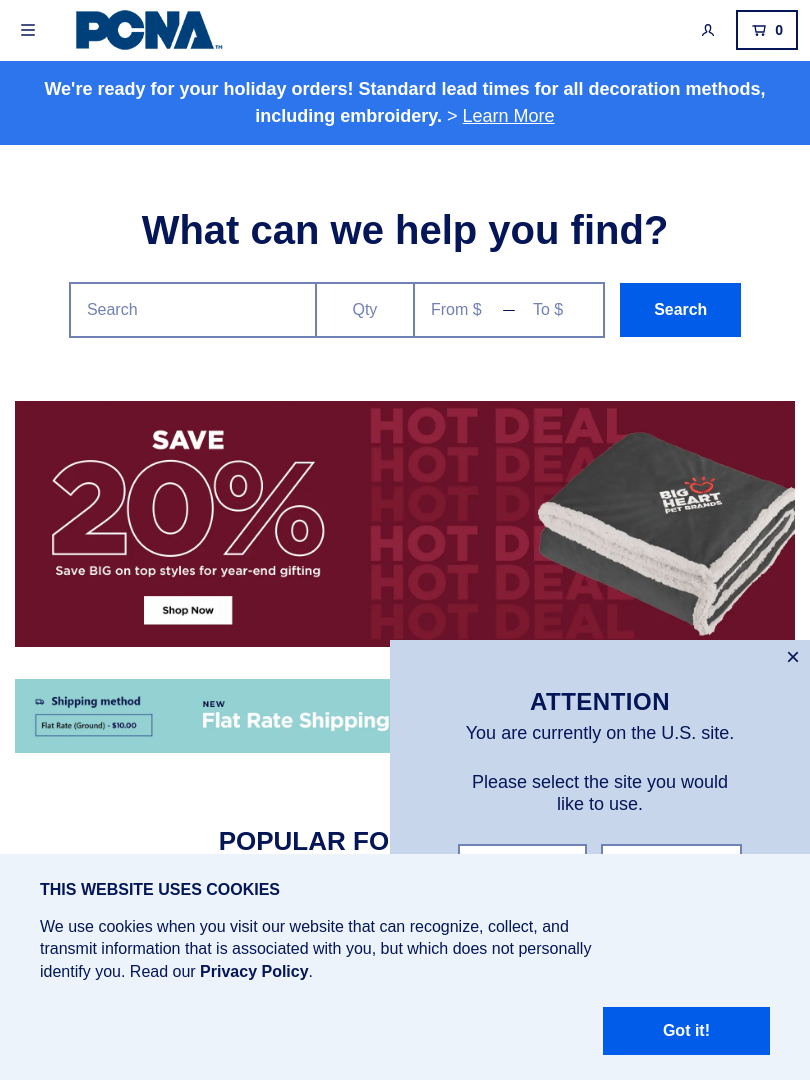 PCNA™
0
We're ready for your holiday orders! Standard lead times for all decoration methods,
including embroidery. > Learn More
What can we help you find?
Search
Qty
From $ — To $
Search
SAVE
20%
Save BIG on top styles for year-end gifting
Shop Now
HOT DEAL
HOT DEAL
HOT DEAL
HOT DEAL
HOT DEAL
HOT DEAL
BIG
HEART
PET BRANDS
Shipping method
Flat Rate (Ground) - $10.00
NEW
Flat Rate Shipping
×
ATTENTION
You are currently on the U.S. site.
Please select the site you would
like to use.
POPULAR FO
THIS WEBSITE USES COOKIES
We use cookies when you visit our website that can recognize, collect, and
transmit information that is associated with you, but which does not personally
identify you. Read our Privacy Policy.
Got it!